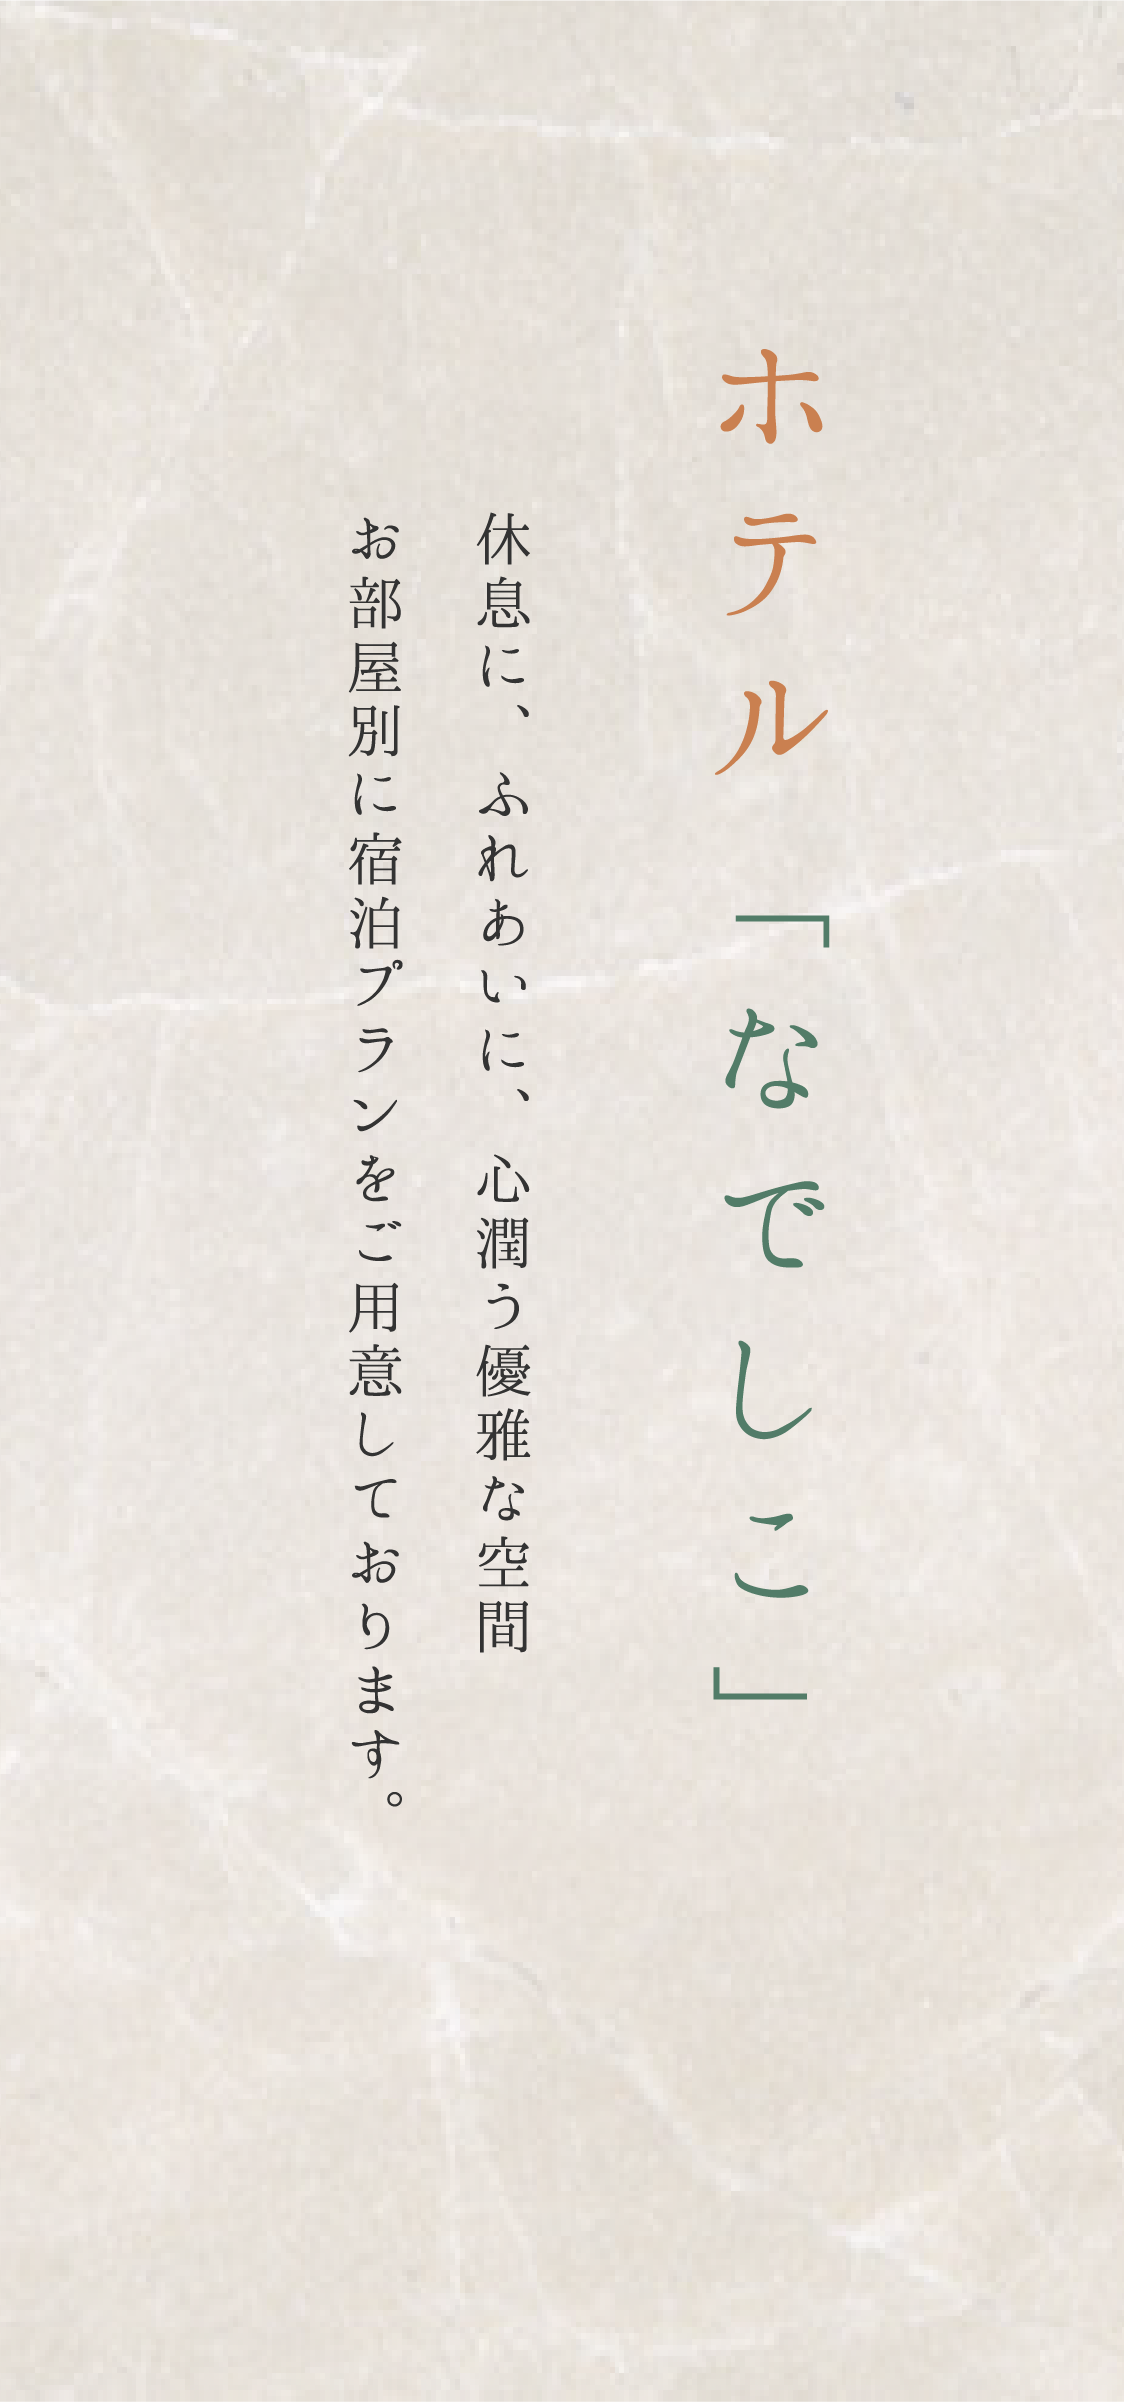 ホテル「なでしこ」
休息に、ふれあいに、心潤う優雅な空間
お部屋別に宿泊プランをご用意しております。